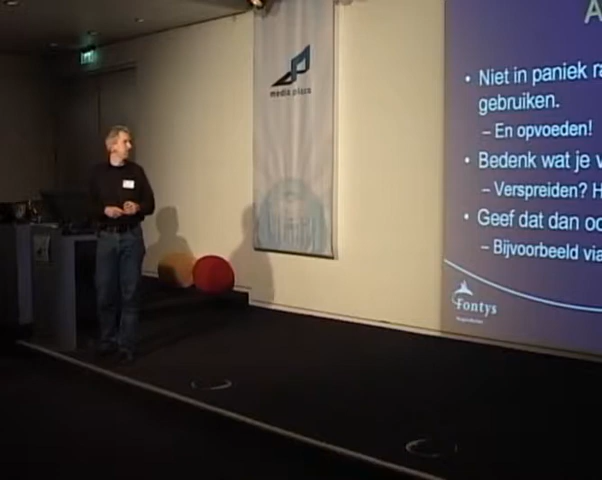 media plaza
A
• Niet in paniek ra
gebruiken.
– En opvoeden!
• Bedenk wat je v
– Verspreiden? H
• Geef dat dan oo
– Bijvoorbeeld via
Fontys